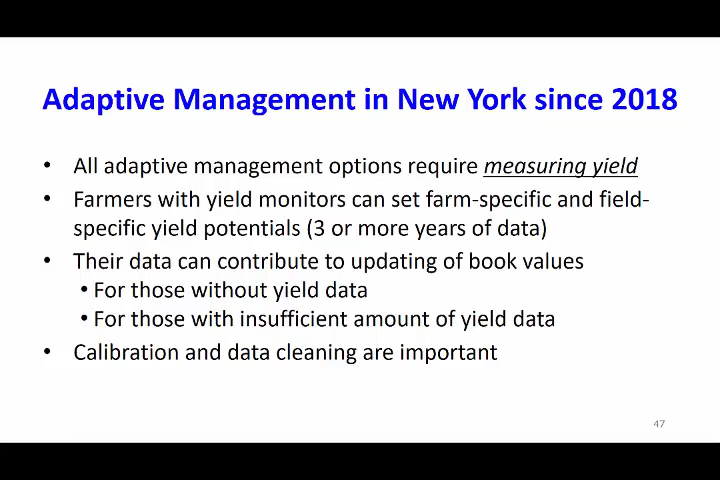 Adaptive Management in New York since 2018
• All adaptive management options require measuring yield
• Farmers with yield monitors can set farm-specific and field-
specific yield potentials (3 or more years of data)
• Their data can contribute to updating of book values
• For those without yield data
• For those with insufficient amount of yield data
• Calibration and data cleaning are important
47